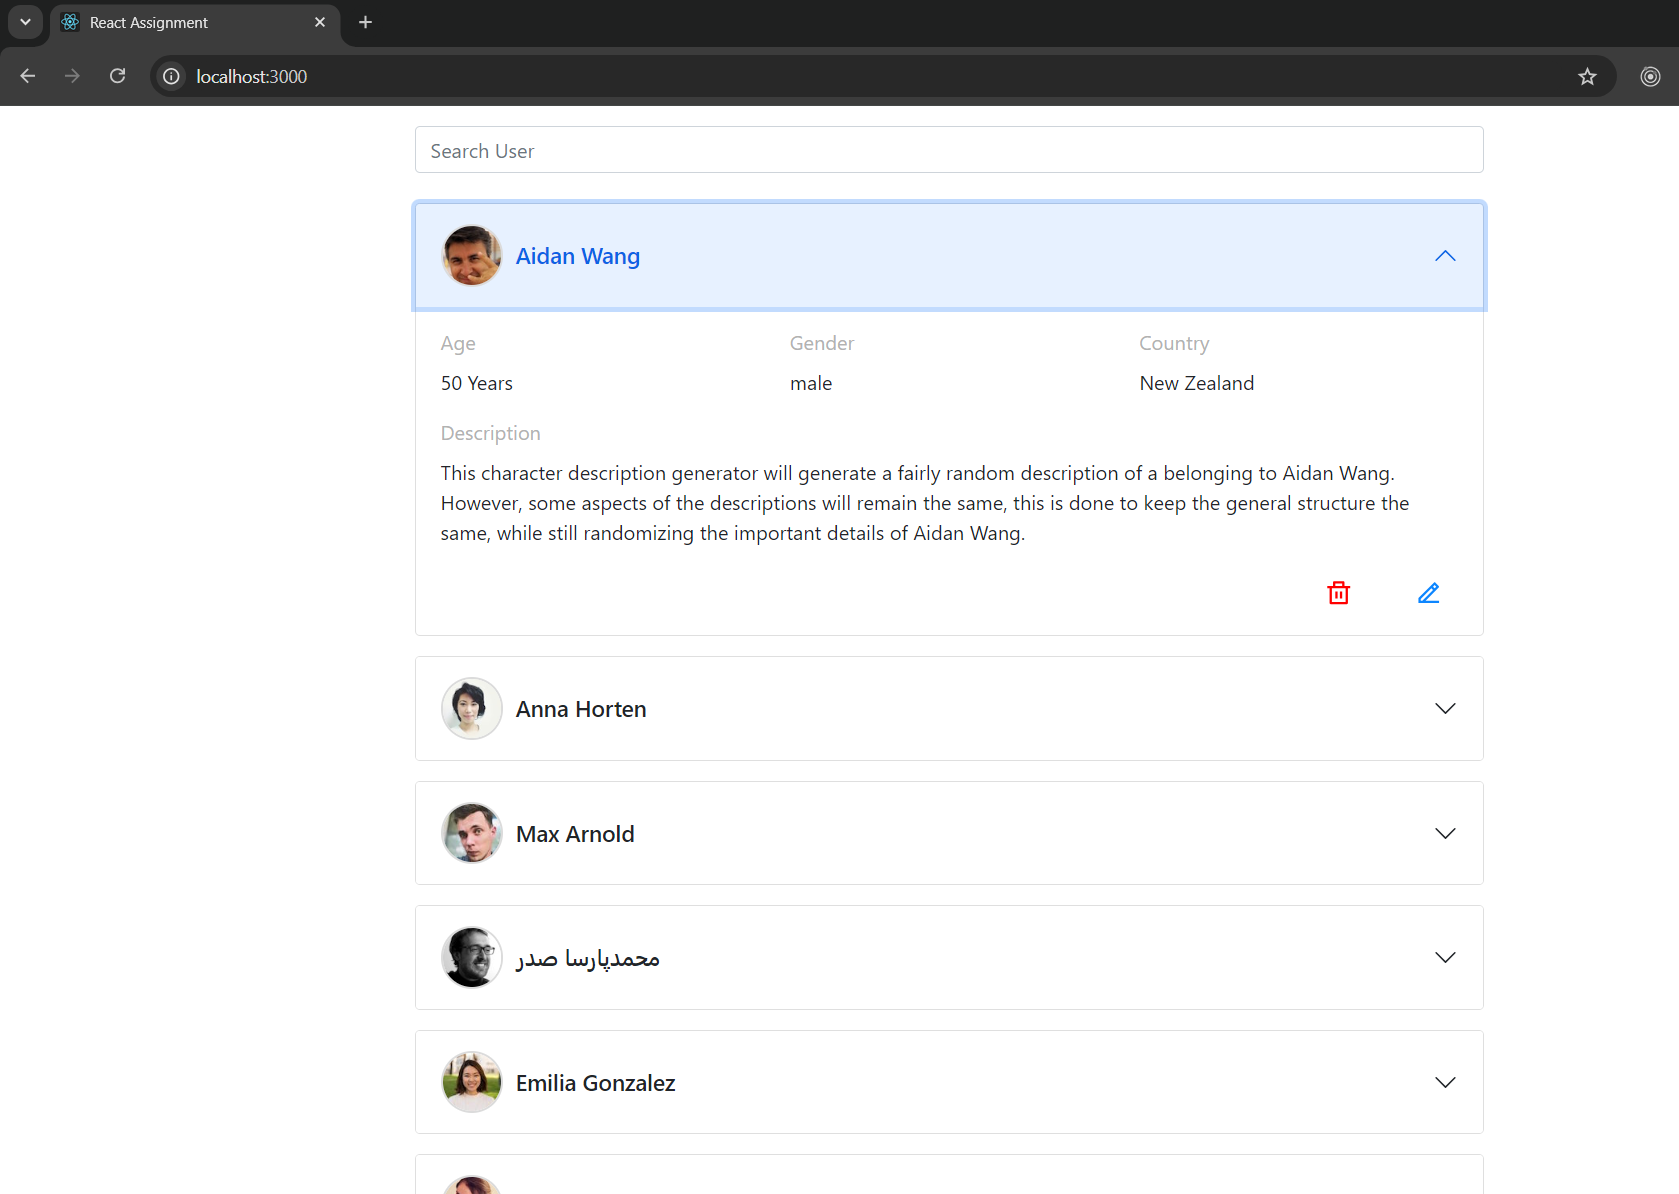 React Assignment
localhost:3000
Search User
Aidan Wang
Age Gender Country
50 Years male New Zealand
Description
This character description generator will generate a fairly random description of a belonging to Aidan Wang.
However, some aspects of the descriptions will remain the same, this is done to keep the general structure the
same, while still randomizing the important details of Aidan Wang.
Anna Horten
Max Arnold
محمدپارسا صدر
Emilia Gonzalez